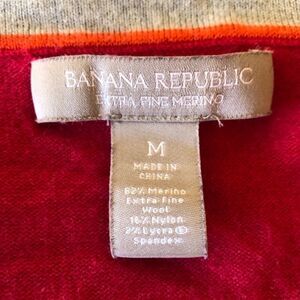 BANANA REPUBLIC
EXTRA FINE MERINO
M
MADE IN
CHINA
82% Merino
Extra Fine
Wool
16% Nylon
2% Lycra®
Spandex